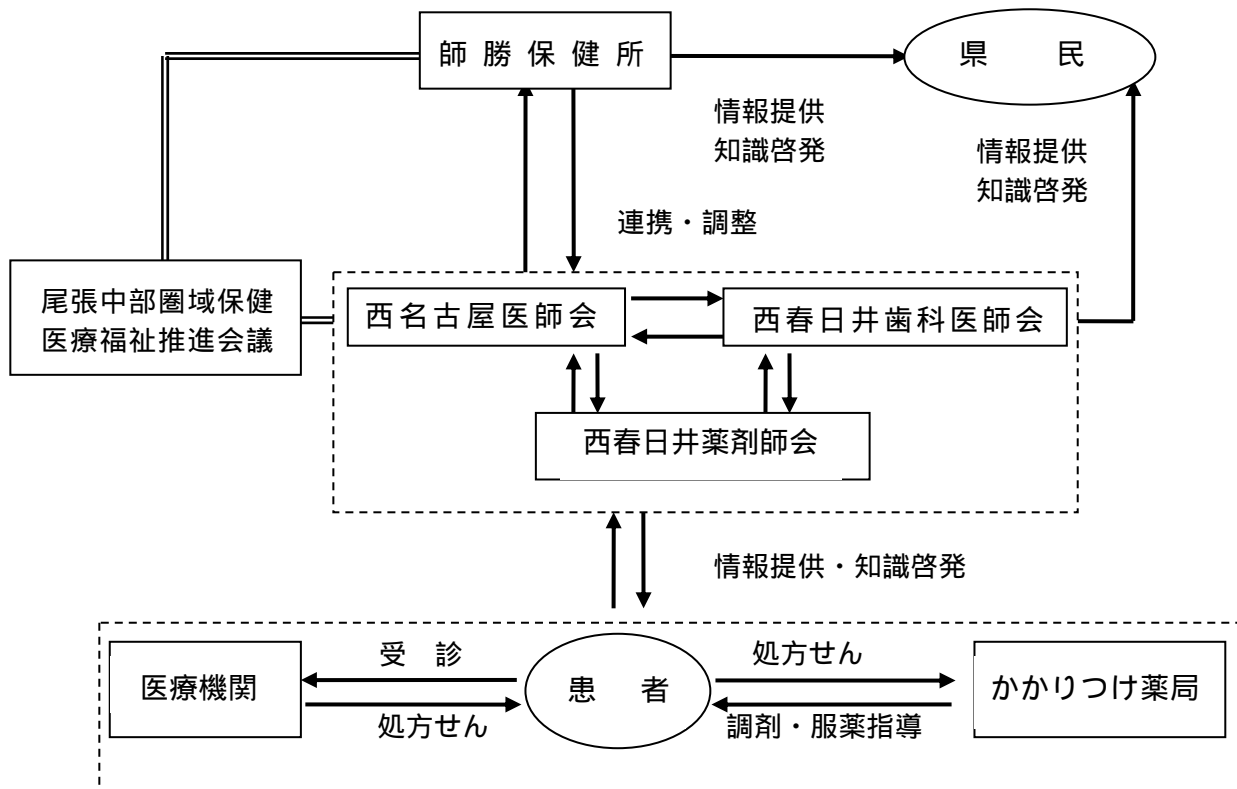 師勝保健所
県 民
情報提供
知識啓発
情報提供
知識啓発
連携・調整
尾張中部圏域保健
医療福祉推進会議
西名古屋医師会
西春日井歯科医師会
西春日井薬剤師会
情報提供・知識啓発
受 診
処方せん
医療機関
患 者
かかりつけ薬局
処方せん
調剤・服薬指導